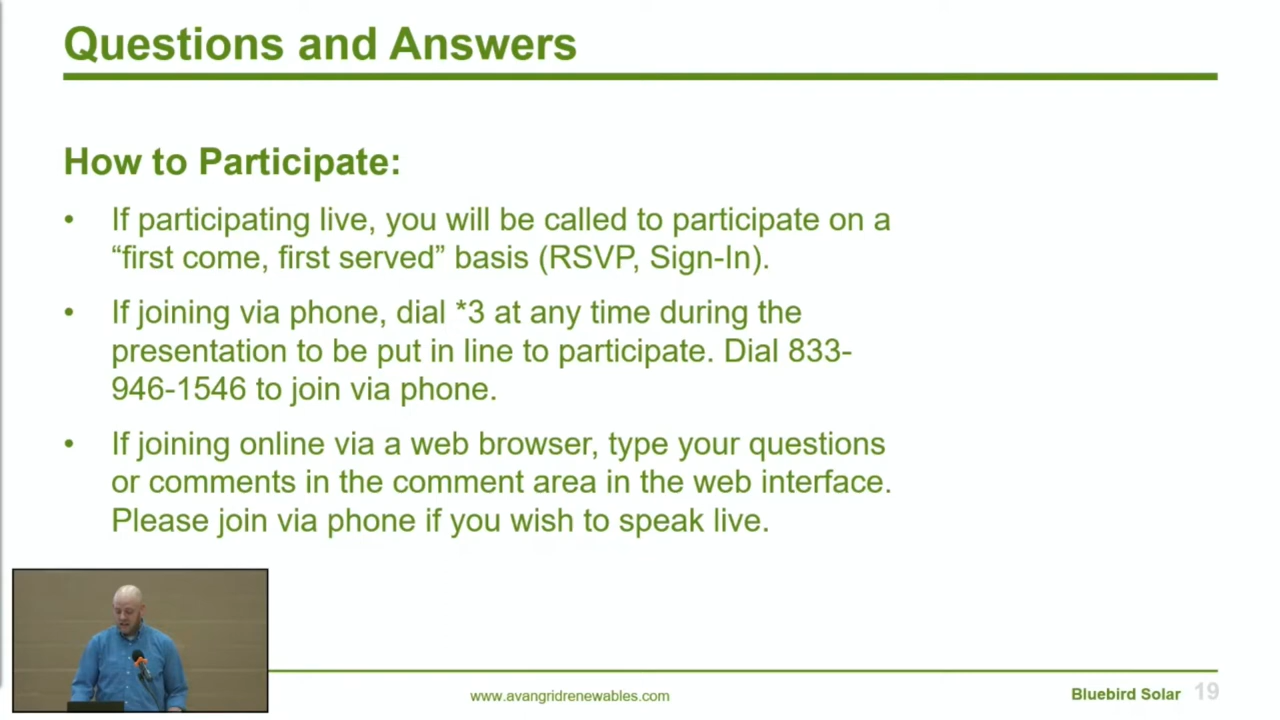 Questions and Answers
How to Participate:
• If participating live, you will be called to participate on a
“first come, first served” basis (RSVP, Sign-In).
• If joining via phone, dial *3 at any time during the
presentation to be put in line to participate. Dial 833-
946-1546 to join via phone.
• If joining online via a web browser, type your questions
or comments in the comment area in the web interface.
Please join via phone if you wish to speak live.
www.avangridrenewables.com
Bluebird Solar 19